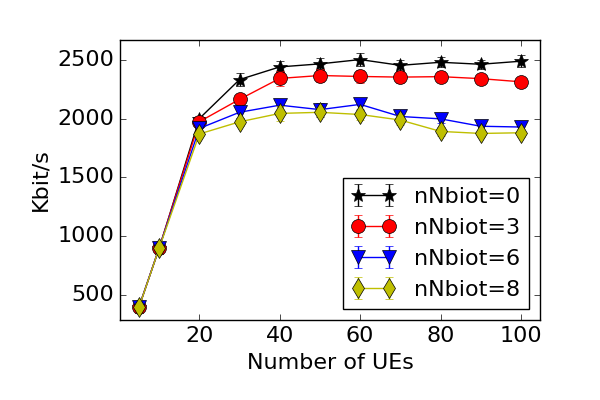 2500
2000
1500
1000
500
Kbit/s
nNbiot=0
nNbiot=3
nNbiot=6
nNbiot=8
20 40 60 80 100
Number of UEs